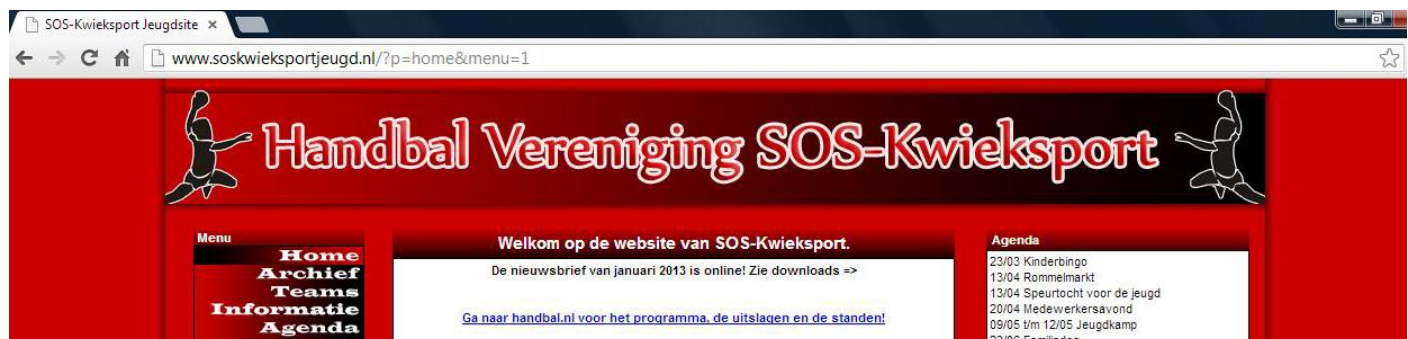 SOS-Kwieksport Jeugdsite
www.soskwieksportjeugd.nl/?p=home&menu=1
Handbal Vereniging SOS-Kwieksport
Menu
Home
Archief
Teams
Informatie
Agenda
Welkom op de website van SOS-Kwieksport.
De nieuwsbrief van januari 2013 is online! Zie downloads =>
Ga naar handbal.nl voor het programma, de uitslagen en de standen!
Agenda
23/03 Kinderbingo
13/04 Rommelmarkt
13/04 Speurtocht voor de jeugd
20/04 Medewerkersavond
09/05 t/m 12/05 Jeugdkamp